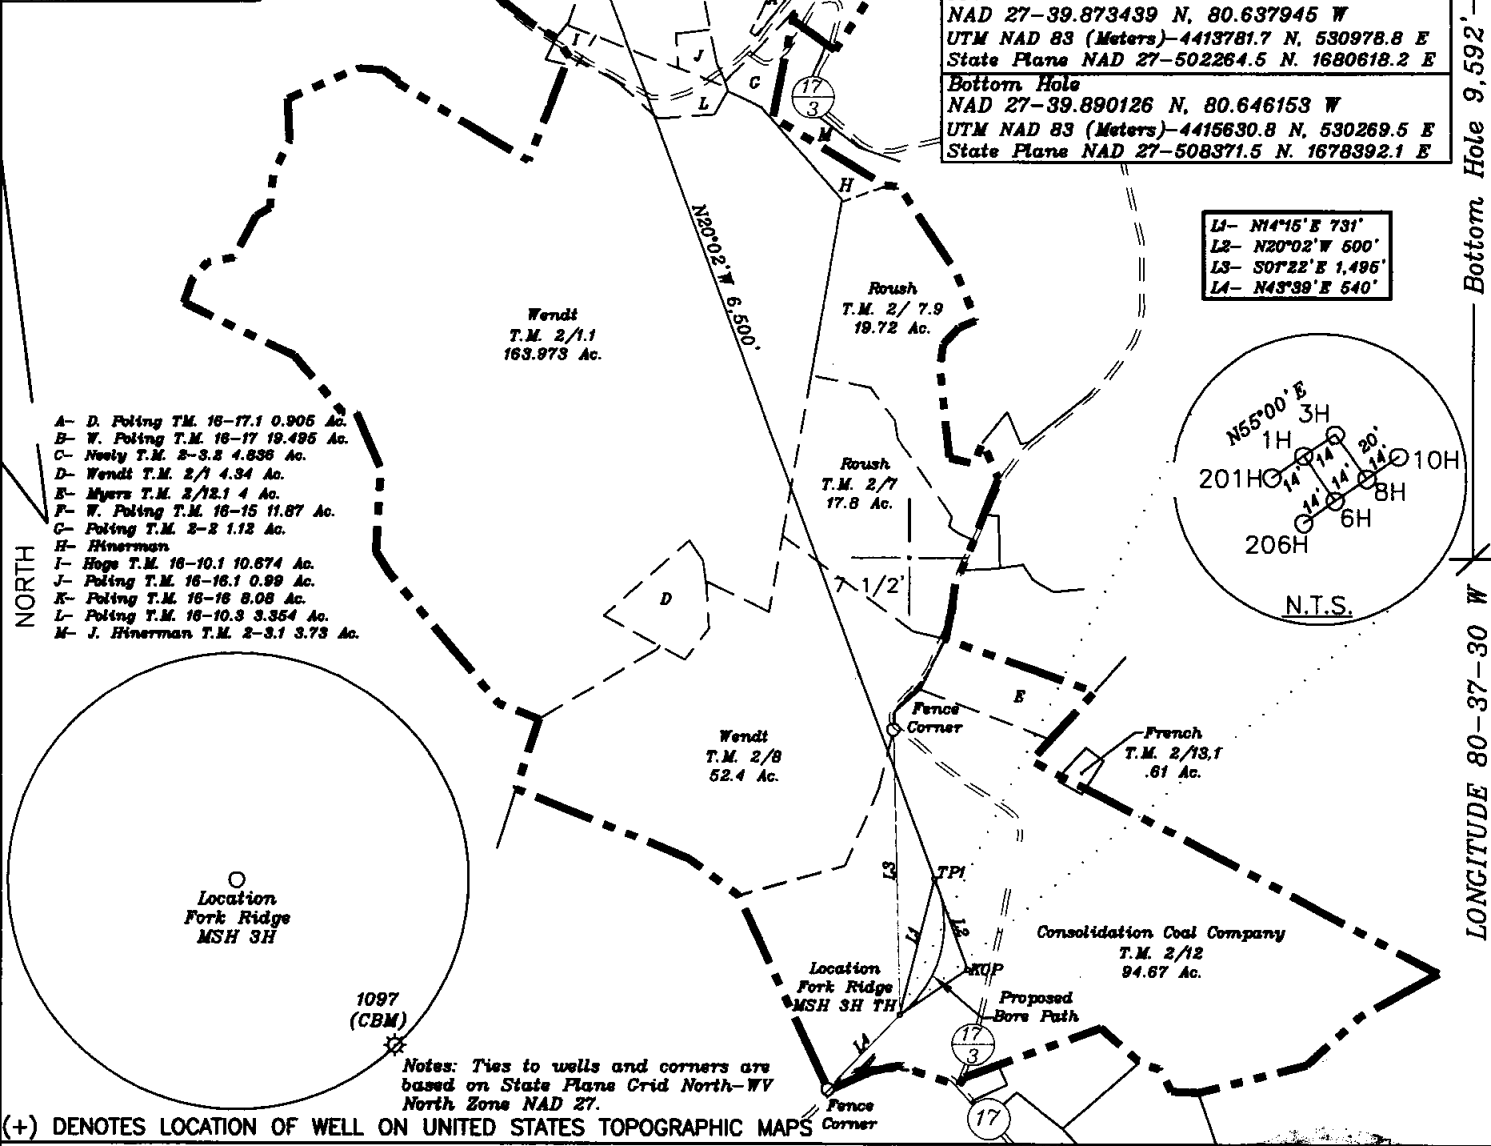 NAD 27-39.873439 N, 80.637945 W
UTM NAD 83 (Meters)-4413781.7 N, 530978.8 E
State Plane NAD 27-502264.5 N. 1680618.2 E
Bottom Hole
NAD 27-39.890126 N, 80.646153 W
UTM NAD 83 (Meters)-4415630.8 N, 530269.5 E
State Plane NAD 27-508371.5 N. 1678392.1 E
Bottom Hole 9,592'
I
J
G
L
17
3
M
H
N20°02'W 6,500'
L1- N14°15'E 731'
L2- N20°02'W 500'
L3- S01°22'E 1,495'
L4- N43°39'E 540'
Wendt
T.M. 2/1.1
163.973 Ac.
Roush
T.M. 2/ 7.9
19.72 Ac.
A- D. Poling TM. 16-17.1 0.905 Ac.
B- W. Poling T.M. 16-17 19.495 Ac.
C- Neely T.M. 2-3.2 4.836 Ac.
D- Wendt T.M. 2/1 4.34 Ac.
E- Myers T.M. 2/12.1 4 Ac.
F- W. Poling T.M. 16-15 11.87 Ac.
G- Poling T.M. 2-2 1.12 Ac.
H- Hinerman
I- Hoge T.M. 16-10.1 10.674 Ac.
J- Poling T.M. 16-16.1 0.99 Ac.
K- Poling T.M. 16-16 8.08 Ac.
L- Poling T.M. 16-10.3 3.354 Ac.
M- J. Hinerman T.M. 2-3.1 3.73 Ac.
NORTH
Roush
T.M. 2/7
17.8 Ac.
7 1/2'
N55°00'E
3H
1H
20'
14'
14'
14'
10H
201H
14'
14'
8H
6H
206H
N.T.S.
LONGITUDE 80-37-30 W
D
E
Fence
Corner
Wendt
T.M. 2/8
52.4 Ac.
French
T.M. 2/13,1
.61 Ac.
L3
TP1
L1
L2
KOP
Consolidation Coal Company
T.M. 2/12
94.67 Ac.
Location
Fork Ridge
MSH 3H
Location
Fork Ridge
MSH 3H TH
Proposed
Bore Path
1097
(CBM)
L4
17
3
Notes: Ties to wells and corners are
based on State Plane Grid North-WV
North Zone NAD 27.
Fence
Corner
17
(+) DENOTES LOCATION OF WELL ON UNITED STATES TOPOGRAPHIC MAPS